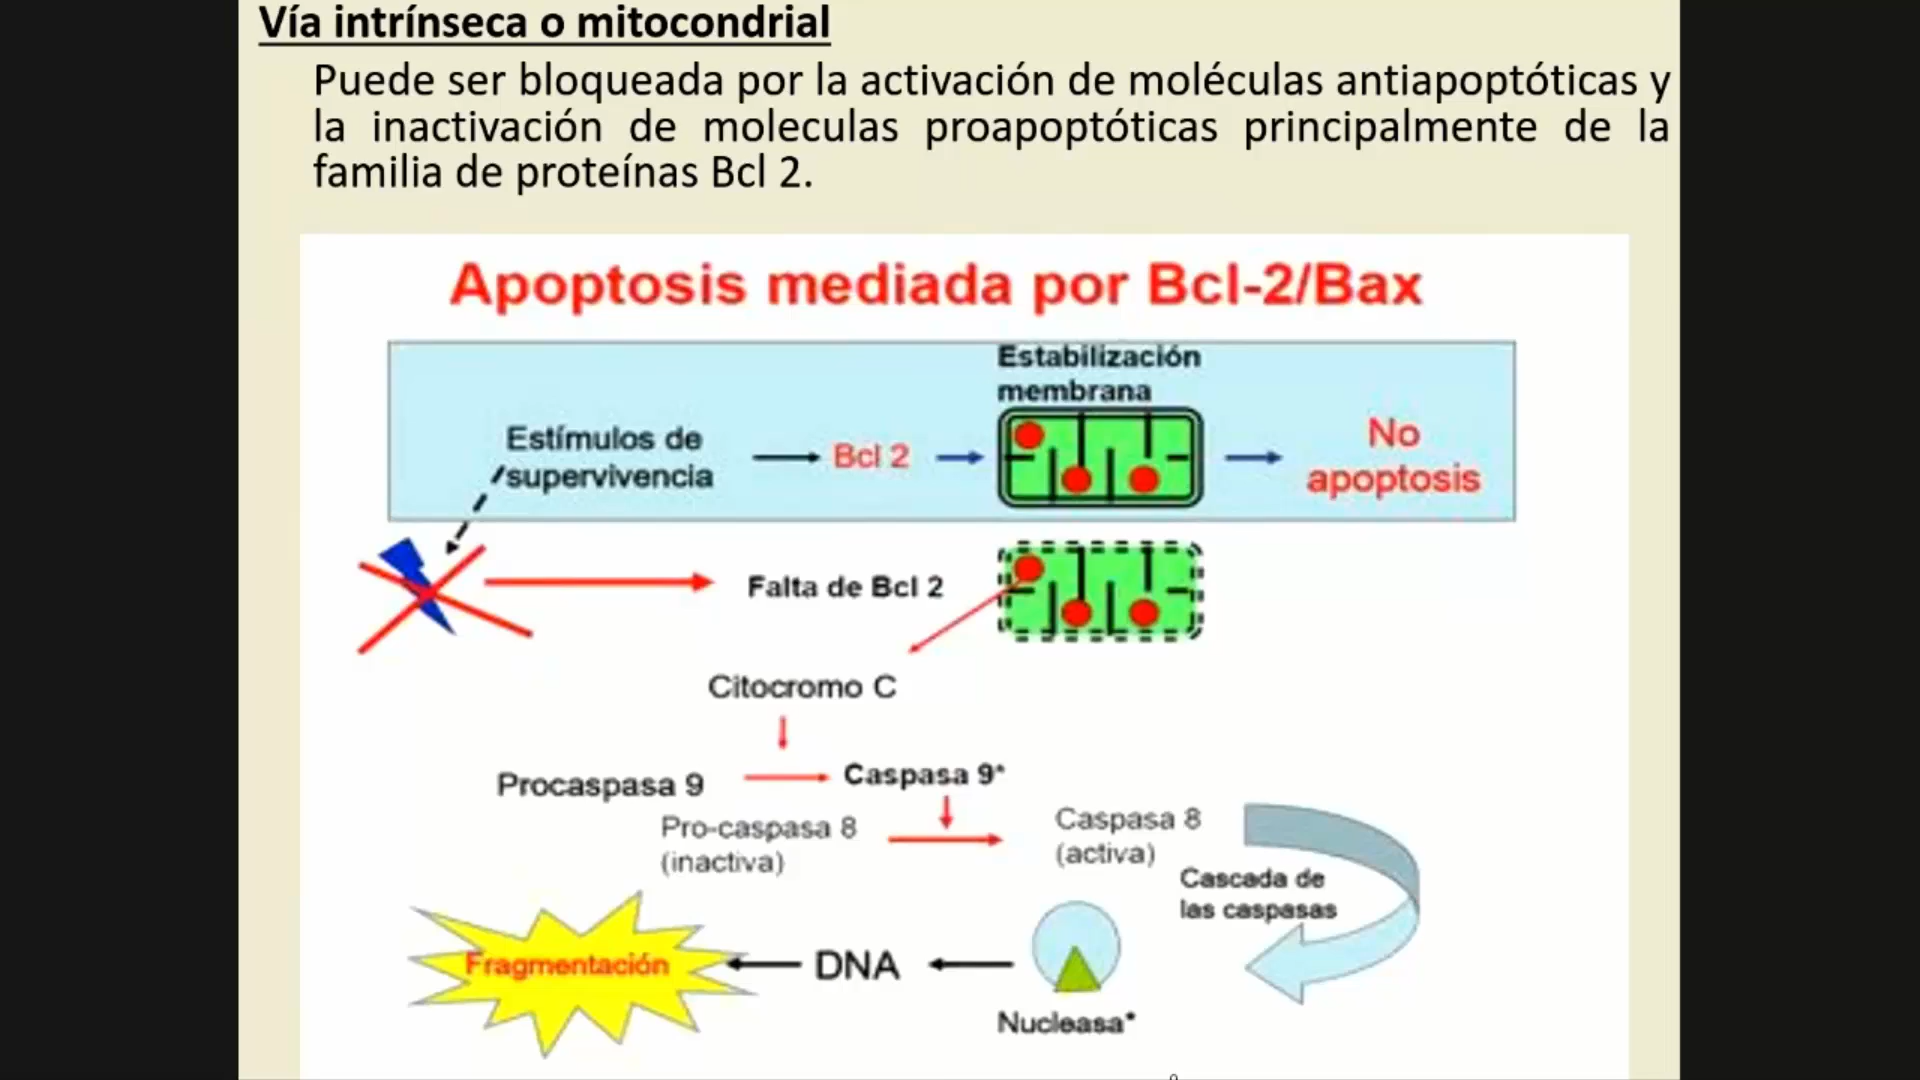 Vía intrínseca o mitocondrial
Puede ser bloqueada por la activación de moléculas antiapoptóticas y
la inactivación de moleculas proapoptóticas principalmente de la
familia de proteínas Bcl 2.
Apoptosis mediada por Bcl-2/Bax
Estabilización
membrana
Estímulos de
supervivencia
Bcl 2
No
apoptosis
Falta de Bcl 2
Citocromo C
Procaspasa 9
Caspasa 9*
Pro-caspasa 8
(inactiva)
Caspasa 8
(activa)
Cascada de
las caspasas
Fragmentación
DNA
Nucleasa*